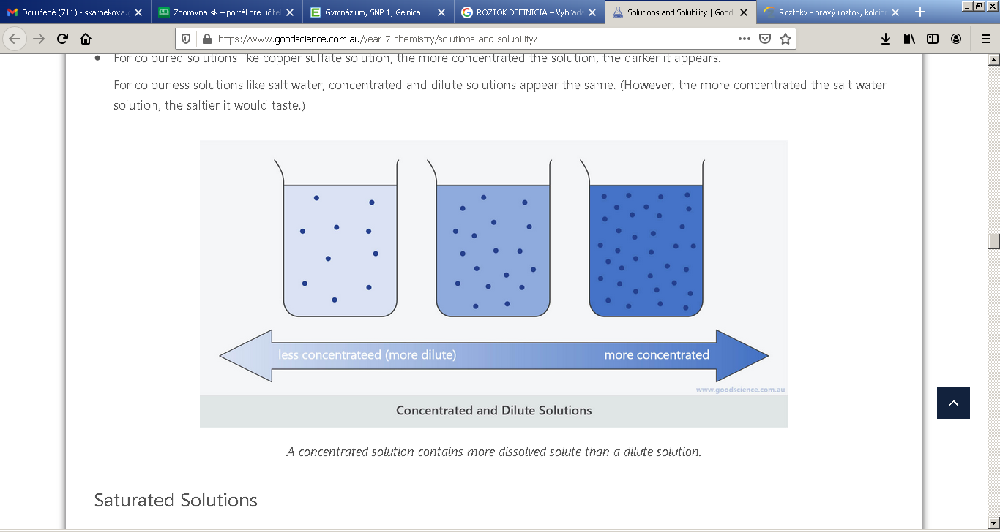 Doručené (711) - skarbekova.
Zborovna.sk – portál pre učite
Gymnázium, SNP 1, Gelnica
ROZTOK DEFINICIA – Vyhľad
Solutions and Solubility | Good
Roztoky - pravý roztok, koloid
https://www.goodscience.com.au/year-7-chemistry/solutions-and-solubility/
For coloured solutions like copper sulfate solution, the more concentrated the solution, the darker it appears.
For colourless solutions like salt water, concentrated and dilute solutions appear the same. (However, the more concentrated the salt water
solution, the saltier it would taste.)
less concentrateed (more dilute)
more concentrated
www.goodscience.com.au
Concentrated and Dilute Solutions
A concentrated solution contains more dissolved solute than a dilute solution.
Saturated Solutions